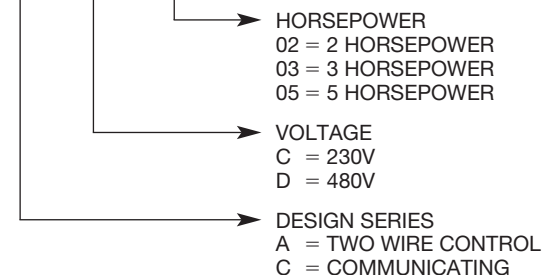 HORSEPOWER
02 = 2 HORSEPOWER
03 = 3 HORSEPOWER
05 = 5 HORSEPOWER
VOLTAGE
C = 230V
D = 480V
DESIGN SERIES
A = TWO WIRE CONTROL
C = COMMUNICATING